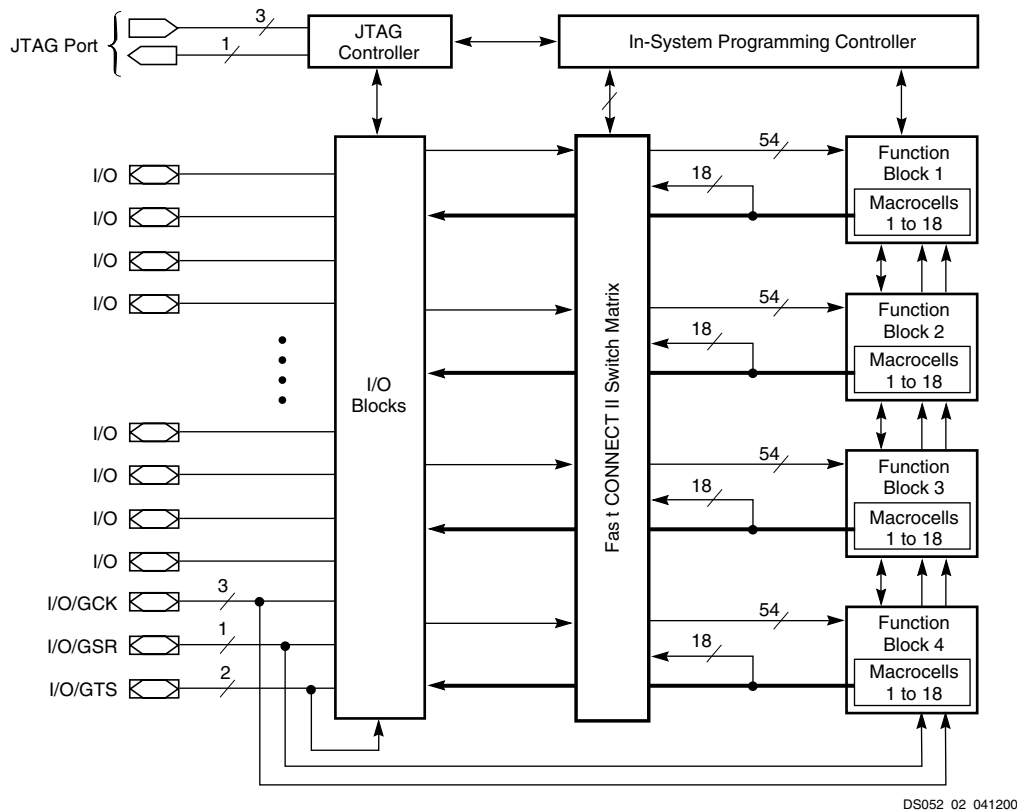 JTAG Port
3
1
JTAG
Controller
In-System Programming Controller
I/O
I/O
I/O
I/O
I/O
I/O
I/O
I/O
I/O/GCK
3
I/O/GSR
1
I/O/GTS
2
I/O
Blocks
Fas t CONNECT II Switch Matrix
54
18
Function
Block 1
Macrocells
1 to 18
54
18
Function
Block 2
Macrocells
1 to 18
54
18
Function
Block 3
Macrocells
1 to 18
54
18
Function
Block 4
Macrocells
1 to 18
DS052_02_041200